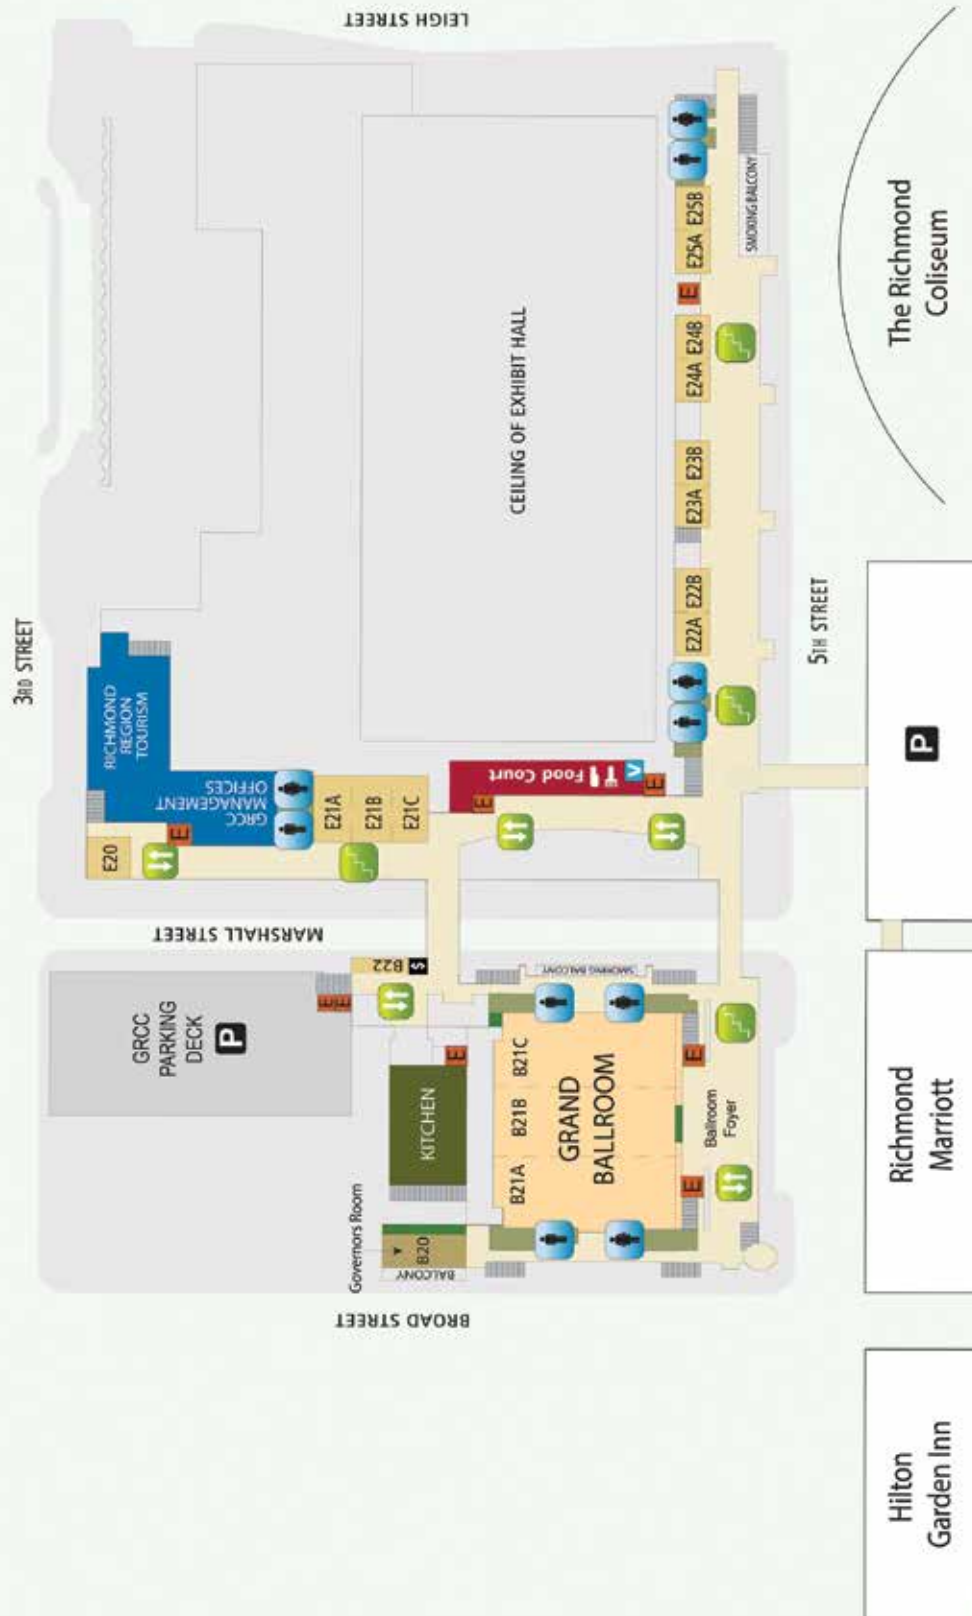 LEIGH STREET
3RD STREET
RICHMOND
REGION
TOURISM
GRCC
MANAGEMENT
OFFICES
E20
E
E21A
E21B
E21C
CEILING OF EXHIBIT HALL
E
Food Court
V
E
E22A E22B
E23A E23B
E24A E24B
E
E25A E25B
SMOKING BALCONY
5TH STREET
The Richmond
Coliseum
P
MARSHALL STREET
GRCC
PARKING
DECK
P
EE
B22
$
E
KITCHEN
Governors Room
B20
BALCONY
SMOKING BALCONY
B21A B21B B21C
GRAND
BALLROOM
E
E
Ballroom
Foyer
BROAD STREET
Richmond
Marriott
Hilton
Garden Inn